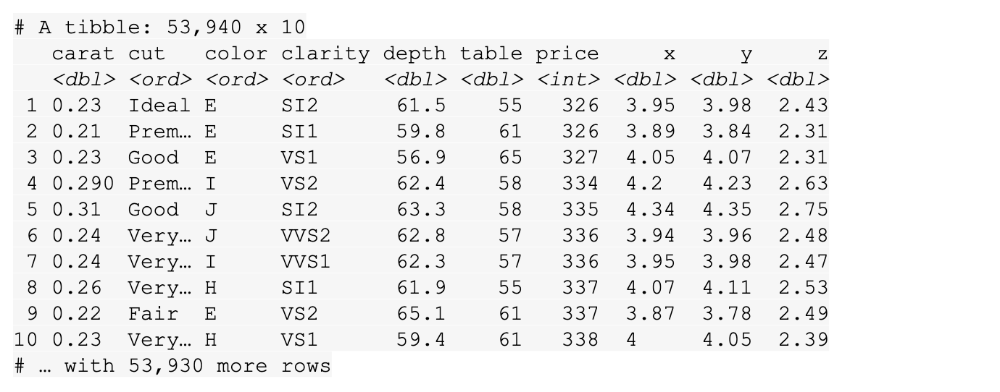 # A tibble: 53,940 x 10
carat cut color clarity depth table price x y z
<dbl> <ord> <ord> <ord> <dbl> <dbl> <int> <dbl> <dbl> <dbl>
1 0.23 Ideal E SI2 61.5 55 326 3.95 3.98 2.43
2 0.21 Prem… E SI1 59.8 61 326 3.89 3.84 2.31
3 0.23 Good E VS1 56.9 65 327 4.05 4.07 2.31
4 0.290 Prem… I VS2 62.4 58 334 4.2 4.23 2.63
5 0.31 Good J SI2 63.3 58 335 4.34 4.35 2.75
6 0.24 Very… J VVS2 62.8 57 336 3.94 3.96 2.48
7 0.24 Very… I VVS1 62.3 57 336 3.95 3.98 2.47
8 0.26 Very… H SI1 61.9 55 337 4.07 4.11 2.53
9 0.22 Fair E VS2 65.1 61 337 3.87 3.78 2.49
10 0.23 Very… H VS1 59.4 61 338 4 4.05 2.39
# … with 53,930 more rows